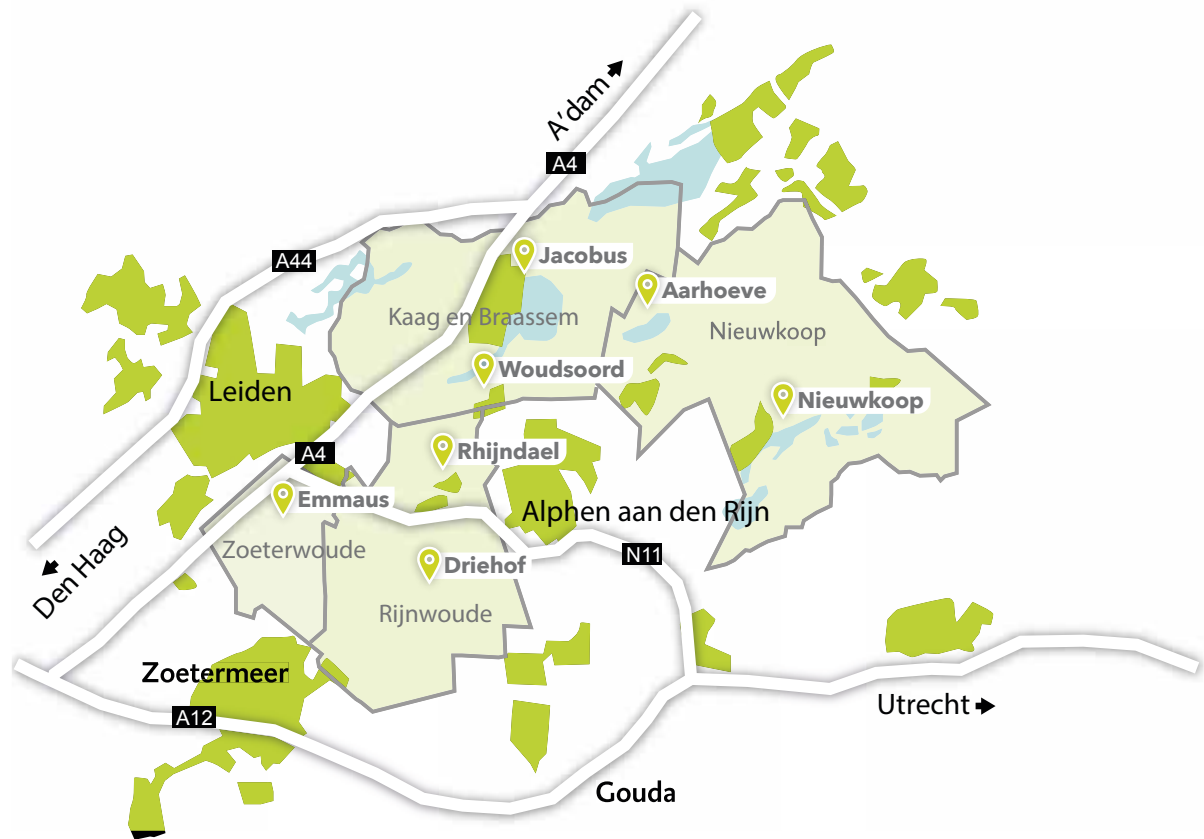 A'dam
A4
Jacobus
A44
Aarhoeve
Kaag en Braassem
Nieuwkoop
Woudsoord
Leiden
Nieuwkoop
A4
Rhijndael
Emmaus
Alphen aan den Rijn
Zoeterwoude
N11
Den Haag
Driehof
Rijnwoude
Zoetermeer
Utrecht
A12
Gouda